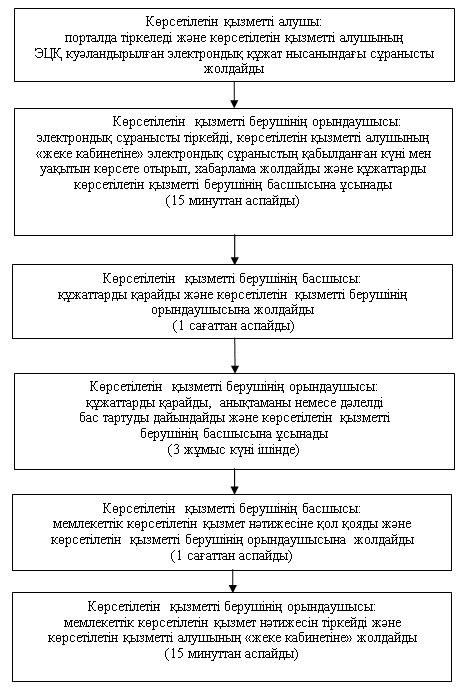 Көрсетілетін қызметті алушы:
порталда тіркеледі және көрсетілетін қызметті алушының
ЭЦҚ куәландырылған электрондық құжат нысанындағы сұранысты
жолдайды
Көрсетілетін қызметті берушінің орындаушысы:
электрондық сұранысты тіркейді, көрсетілетін қызметті алушының
«жеке кабинетіне» электрондық сұраныстың қабылданған күні мен
уақытын көрсете отырып, хабарлама жолдайды және құжаттарды
көрсетілетін қызметті берушінің басшысына ұсынады
(15 минуттан аспайды)
Көрсетілетін қызметті берушінің басшысы:
құжаттарды қарайды және көрсетілетін қызметті берушінің
орындаушысына жолдайды
(1 сағаттан аспайды)
Көрсетілетін қызметті берушінің орындаушысы:
құжаттарды қарайды, анықтаманы немесе дәлелді
бас тартуды дайындайды және көрсетілетін қызметті
берушінің басшысына ұсынады
(3 жұмыс күні ішінде)
Көрсетілетін қызметті берушінің басшысы:
мемлекеттік көрсетілетін қызмет нәтижесіне қол қояды және
көрсетілетін қызметті берушінің орындаушысына жолдайды
(1 сағаттан аспайды)
Көрсетілетін қызметті берушінің орындаушысы:
мемлекеттік көрсетілетін қызмет нәтижесін тіркейді және
көрсетілетін қызметті алушының «жеке кабинетіне» жолдайды
(15 минуттан аспайды)